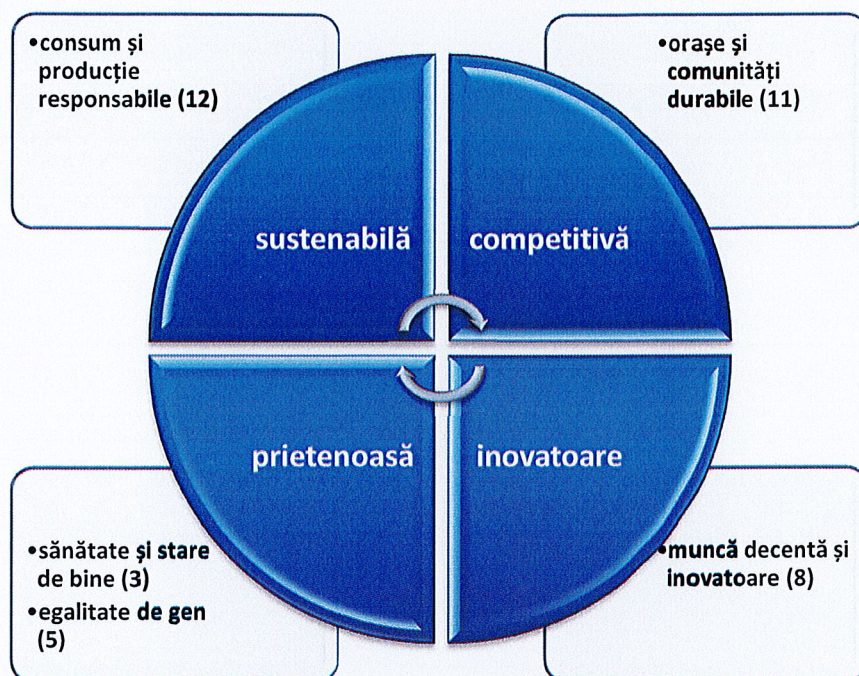 •consum și
producție
responsabile (12)
•orașe și
comunități
durabile (11)
sustenabilă
competitivă
prietenoasă
inovatoare
•sănătate și stare
de bine (3)
•egalitate de gen
(5)
•muncă decentă și
inovatoare (8)